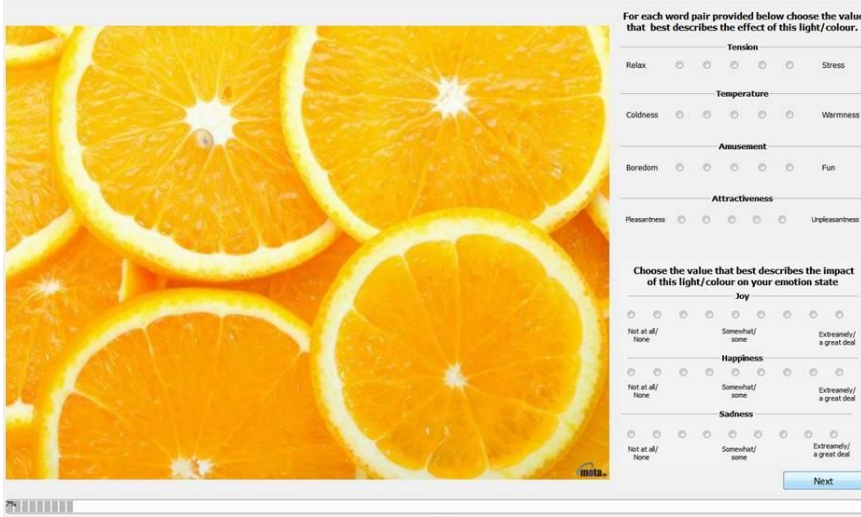 For each word pair provided below choose the value
that best describes the effect of this light/colour.
Tension
Relax Stress
Temperature
Coldness Warmness
Amusement
Boredom Fun
Attractiveness
Pleasantness Unpleasantness
Choose the value that best describes the impact
of this light/colour on your emotion state
Joy
Not at all/ Somewhat/ Extreamely/
None some a great deal
Happiness
Not at all/ Somewhat/ Extreamely/
None some a great deal
Sadness
Not at all/ Somewhat/ Extreamely/
None some a great deal
mota
Next
7%